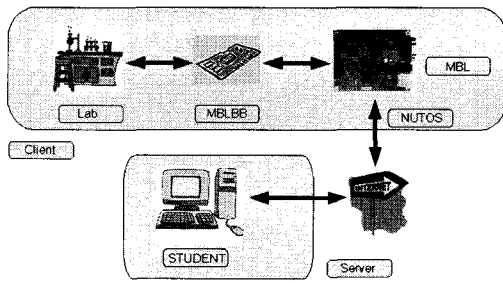 MBL
Lab
MBLBB
NUTOS
Client
INTERNET
STUDENT
Server